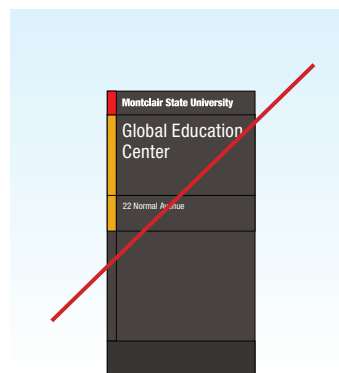 Montclair State University
Global Education
Center
22 Normal Avenue